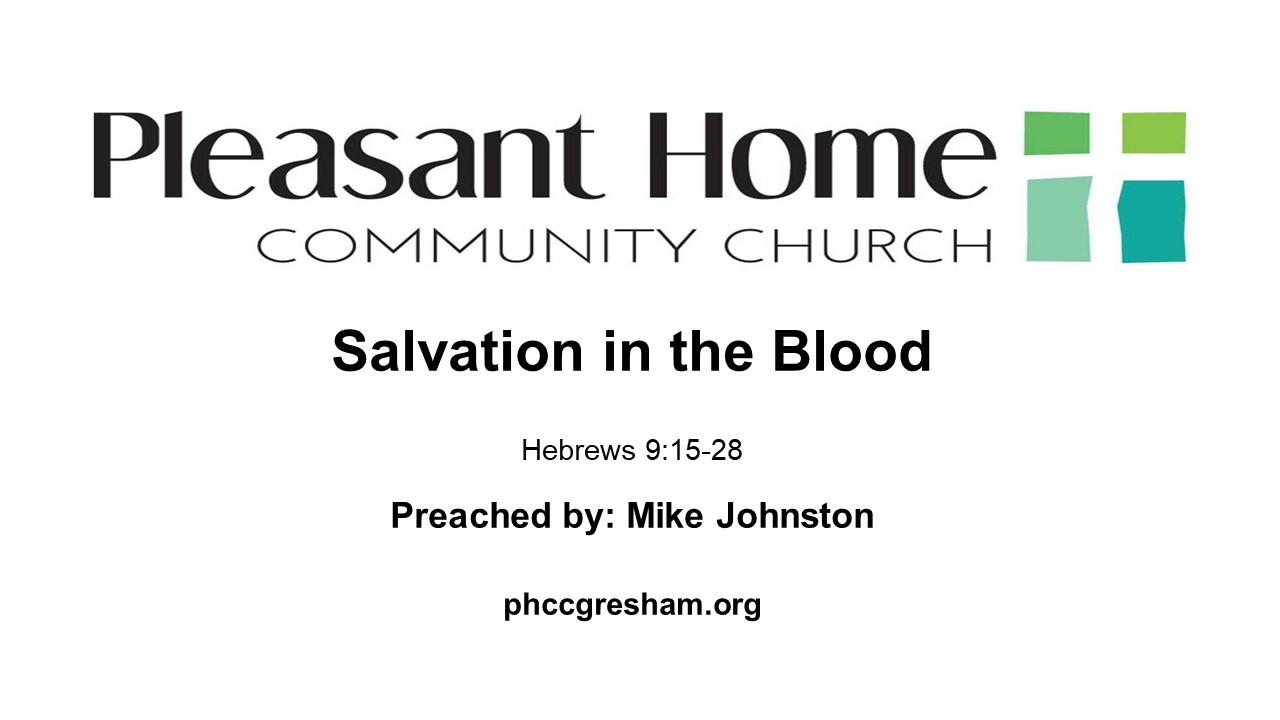 Pleasant Home
COMMUNITY CHURCH
Salvation in the Blood
Hebrews 9:15-28
Preached by: Mike Johnston
phccgresham.org